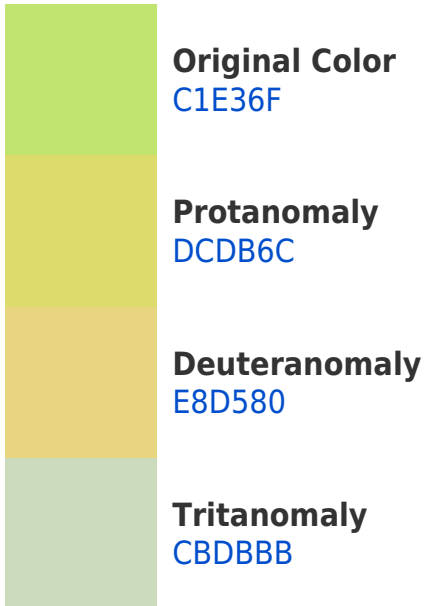 Original Color
C1E36F
Protanomaly
DCDB6C
Deuteranomaly
E8D580
Tritanomaly
CBDBBB